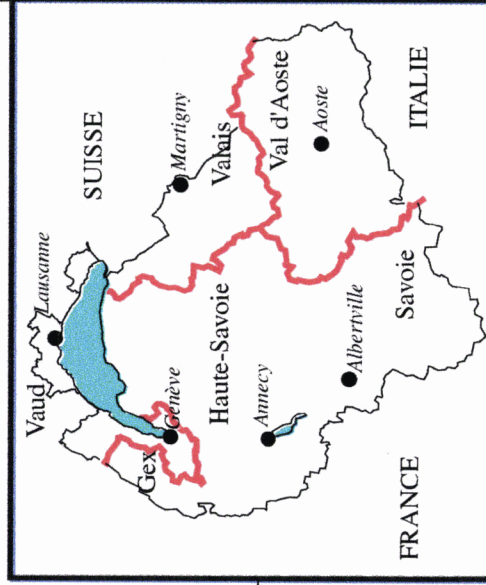 SUISSE
Lausanne
Vaud
Martigny
Valais
Genève
Gex
Haute-Savoie
Val d'Aoste
Aoste
Annecy
Albertville
Savoie
ITALIE
FRANCE